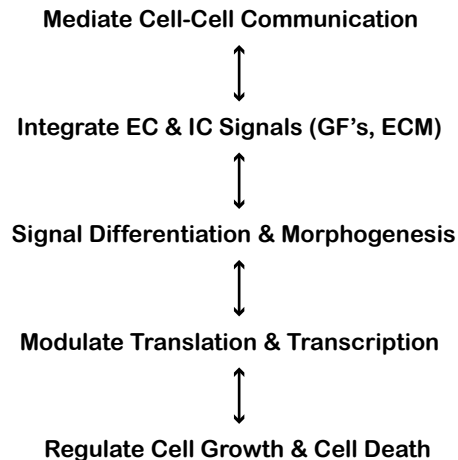 Mediate Cell-Cell Communication
Integrate EC & IC Signals (GF’s, ECM)
Signal Differentiation & Morphogenesis
Modulate Translation & Transcription
Regulate Cell Growth & Cell Death